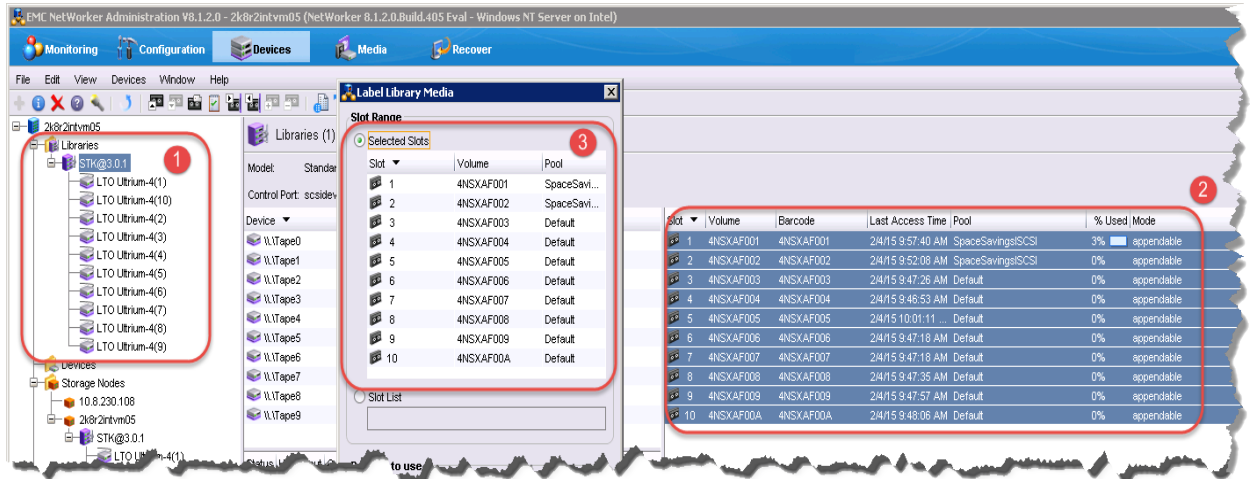 EMC NetWorker Administration V8.1.2.0 - 2k8r2intvm05 (NetWorker 8.1.2.0.Build.405 Eval - Windows NT Server on Intel)
Monitoring Configuration Devices Media Recover
File Edit View Devices Window Help
2k8r2intvm05
Libraries
STK@3.0.1
LTO Ultrium-4(1)
LTO Ultrium-4(10)
LTO Ultrium-4(2)
LTO Ultrium-4(3)
LTO Ultrium-4(4)
LTO Ultrium-4(5)
LTO Ultrium-4(6)
LTO Ultrium-4(7)
LTO Ultrium-4(8)
LTO Ultrium-4(9)
1
Devices
Storage Nodes
10.8.230.108
2k8r2intvm05
STK@3.0.1
Libraries (1)
Model: Standar
Control Port: scsidev
Device
\\.\Tape0
\\.\Tape1
\\.\Tape2
\\.\Tape3
\\.\Tape4
\\.\Tape5
\\.\Tape6
\\.\Tape7
\\.\Tape8
\\.\Tape9
Label Library Media
Slot Range
Selected Slots
3
Slot Volume Pool
1 4NSXAF001 SpaceSavi...
2 4NSXAF002 SpaceSavi...
3 4NSXAF003 Default
4 4NSXAF004 Default
5 4NSXAF005 Default
6 4NSXAF006 Default
7 4NSXAF007 Default
8 4NSXAF008 Default
9 4NSXAF009 Default
10 4NSXAF00A Default
Slot List
to use
2
Slot Volume Barcode Last Access Time Pool % Used Mode
1 4NSXAF001 4NSXAF001 2/4/15 9:57:40 AM SpaceSavingsISCSI 3% appendable
2 4NSXAF002 4NSXAF002 2/4/15 9:52:08 AM SpaceSavingsISCSI 0% appendable
3 4NSXAF003 4NSXAF003 2/4/15 9:47:26 AM Default 0% appendable
4 4NSXAF004 4NSXAF004 2/4/15 9:46:53 AM Default 0% appendable
5 4NSXAF005 4NSXAF005 2/4/15 10:01:11 ... Default 0% appendable
6 4NSXAF006 4NSXAF006 2/4/15 9:47:18 AM Default 0% appendable
7 4NSXAF007 4NSXAF007 2/4/15 9:47:18 AM Default 0% appendable
8 4NSXAF008 4NSXAF008 2/4/15 9:47:35 AM Default 0% appendable
9 4NSXAF009 4NSXAF009 2/4/15 9:47:57 AM Default 0% appendable
10 4NSXAF00A 4NSXAF00A 2/4/15 9:48:06 AM Default 0% appendable